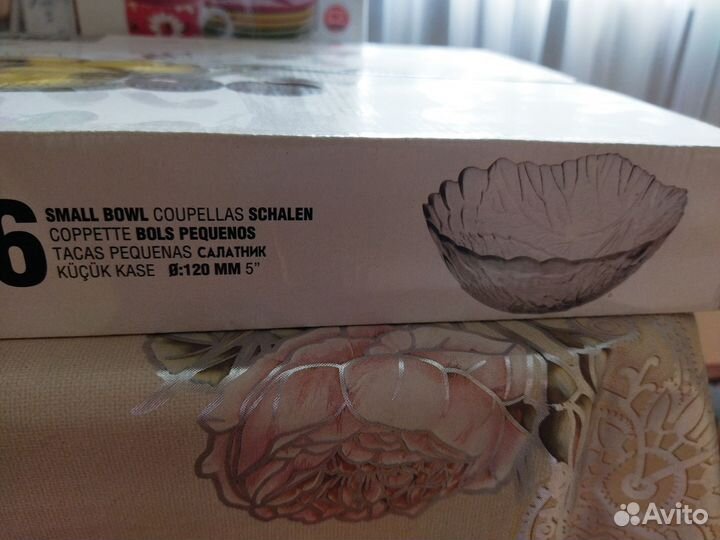 6 SMALL BOWL COUPELLAS SCHALEN
COPPETTE BOLS PEQUENOS
TACAS PEQUENAS САЛАТНИК
KÜÇÜK KASE Ø:120 MM 5"
Avito